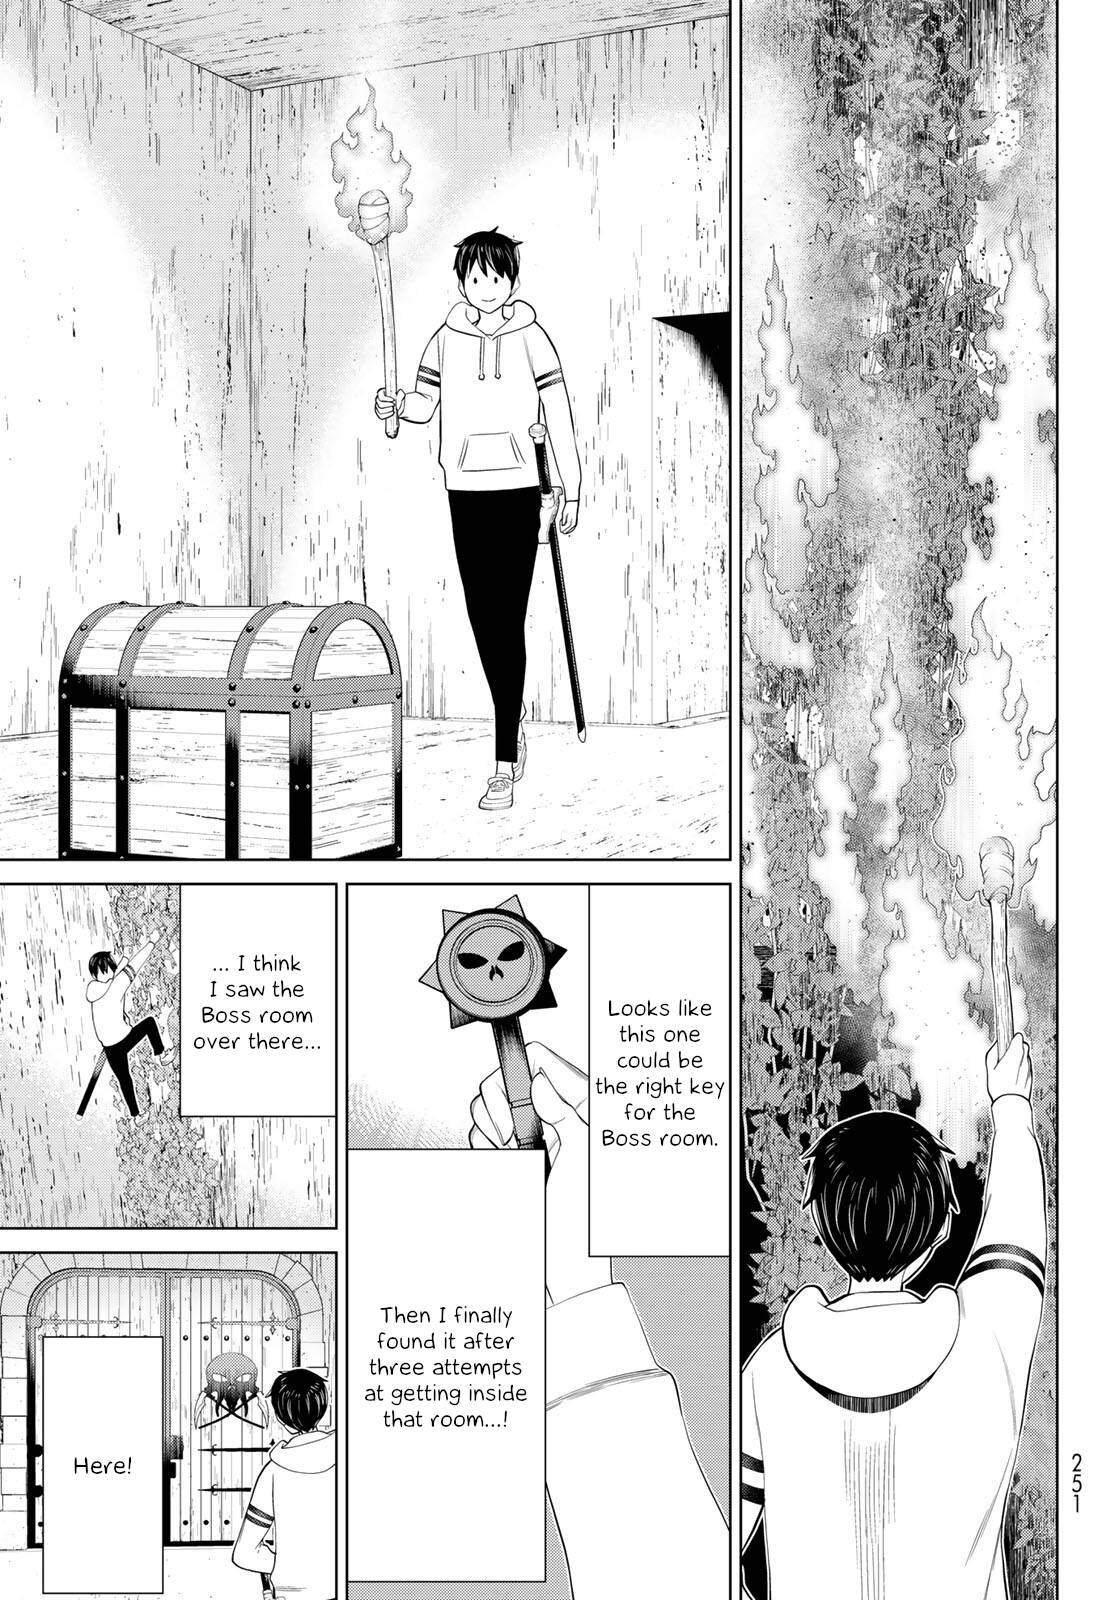 Looks like
this one
could be
the right key
for the
Boss room.
Then I finally
found it after
three attempts
at getting inside
that room...!
... I think
I saw the
Boss room
over there...
Here!
251